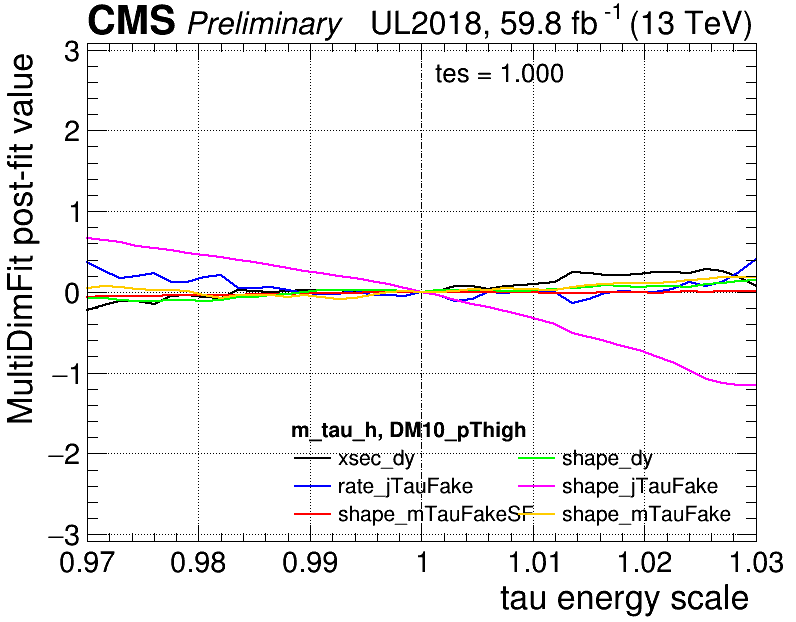 CMS Preliminary UL2018, 59.8 fb⁻¹ (13 TeV)
MultiDimFit post-fit value
tes = 1.000
3
2
1
0
−1
−2
−3
m_tau_h, DM10_pThigh
xsec_dy shape_dy
rate_jTauFake shape_jTauFake
shape_mTauFakeSF shape_mTauFake
0.97 0.98 0.99 1 1.01 1.02 1.03
tau energy scale